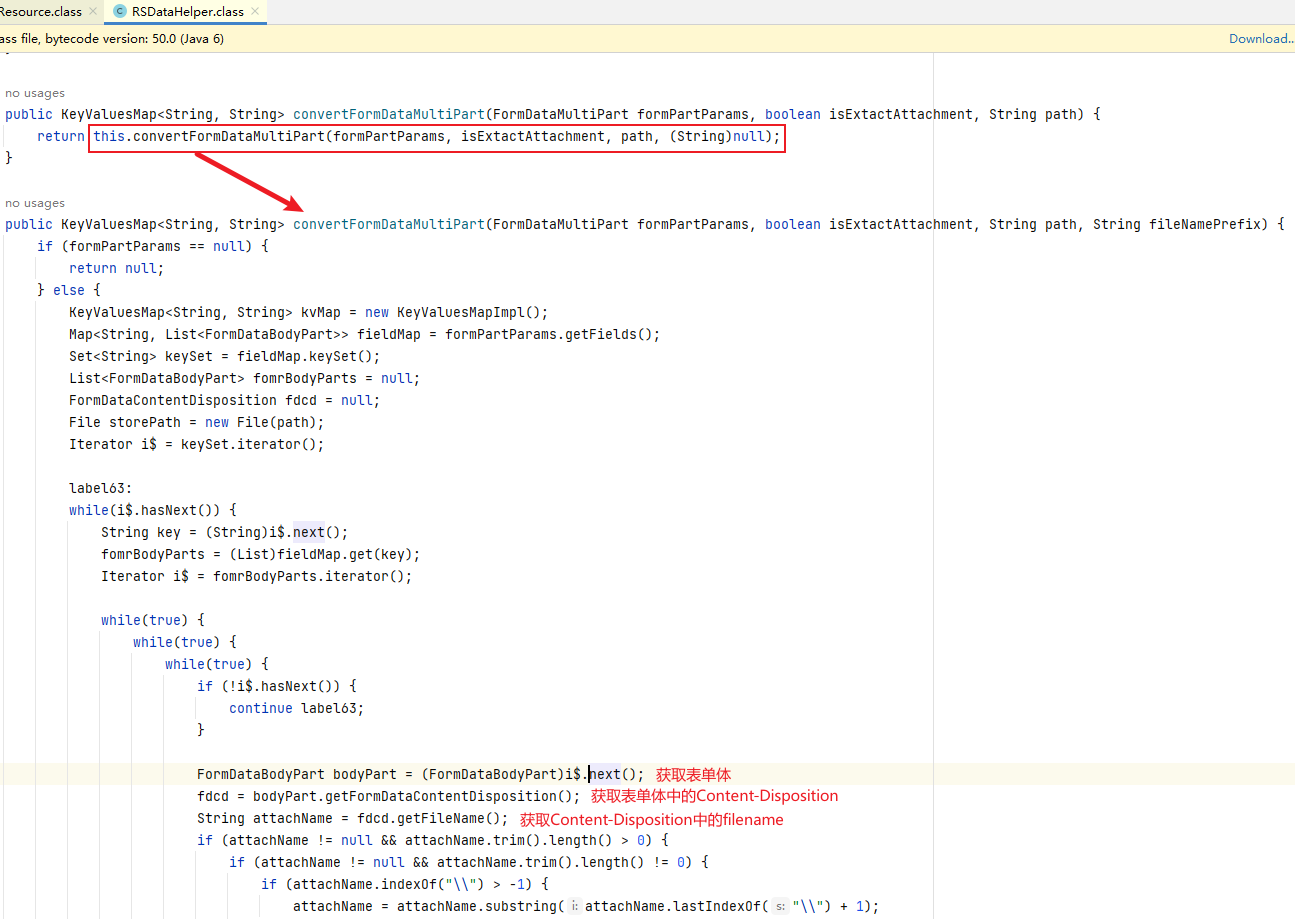 Resource.class
RSDataHelper.class
ass file, bytecode version: 50.0 (Java 6)
Download..
no usages
public KeyValuesMap<String, String> convertFormDataMultiPart(FormDataMultiPart formPartParams, boolean isExtactAttachment, String path) {
return this.convertFormDataMultiPart(formPartParams, isExtactAttachment, path, (String)null);
}
no usages
public KeyValuesMap<String, String> convertFormDataMultiPart(FormDataMultiPart formPartParams, boolean isExtactAttachment, String path, String fileNamePrefix) {
if (formPartParams == null) {
return null;
} else {
KeyValuesMap<String, String> kvMap = new KeyValuesMapImpl();
Map<String, List<FormDataBodyPart>> fieldMap = formPartParams.getFields();
Set<String> keySet = fieldMap.keySet();
List<FormDataBodyPart> fomrBodyParts = null;
FormDataContentDisposition fdcd = null;
File storePath = new File(path);
Iterator i$ = keySet.iterator();
label63:
while(i$.hasNext()) {
String key = (String)i$.next();
fomrBodyParts = (List)fieldMap.get(key);
Iterator i$ = fomrBodyParts.iterator();
while(true) {
while(true) {
while(true) {
if (!i$.hasNext()) {
continue label63;
}
FormDataBodyPart bodyPart = (FormDataBodyPart)i$.next(); 获取表单体
fdcd = bodyPart.getFormDataContentDisposition(); 获取表单体中的Content-Disposition
String attachName = fdcd.getFileName(); 获取Content-Disposition中的filename
if (attachName != null && attachName.trim().length() > 0) {
if (attachName != null && attachName.trim().length() != 0) {
if (attachName.indexOf("\\") > -1) {
attachName = attachName.substring( i: attachName.lastIndexOf( s: "\\") + 1);